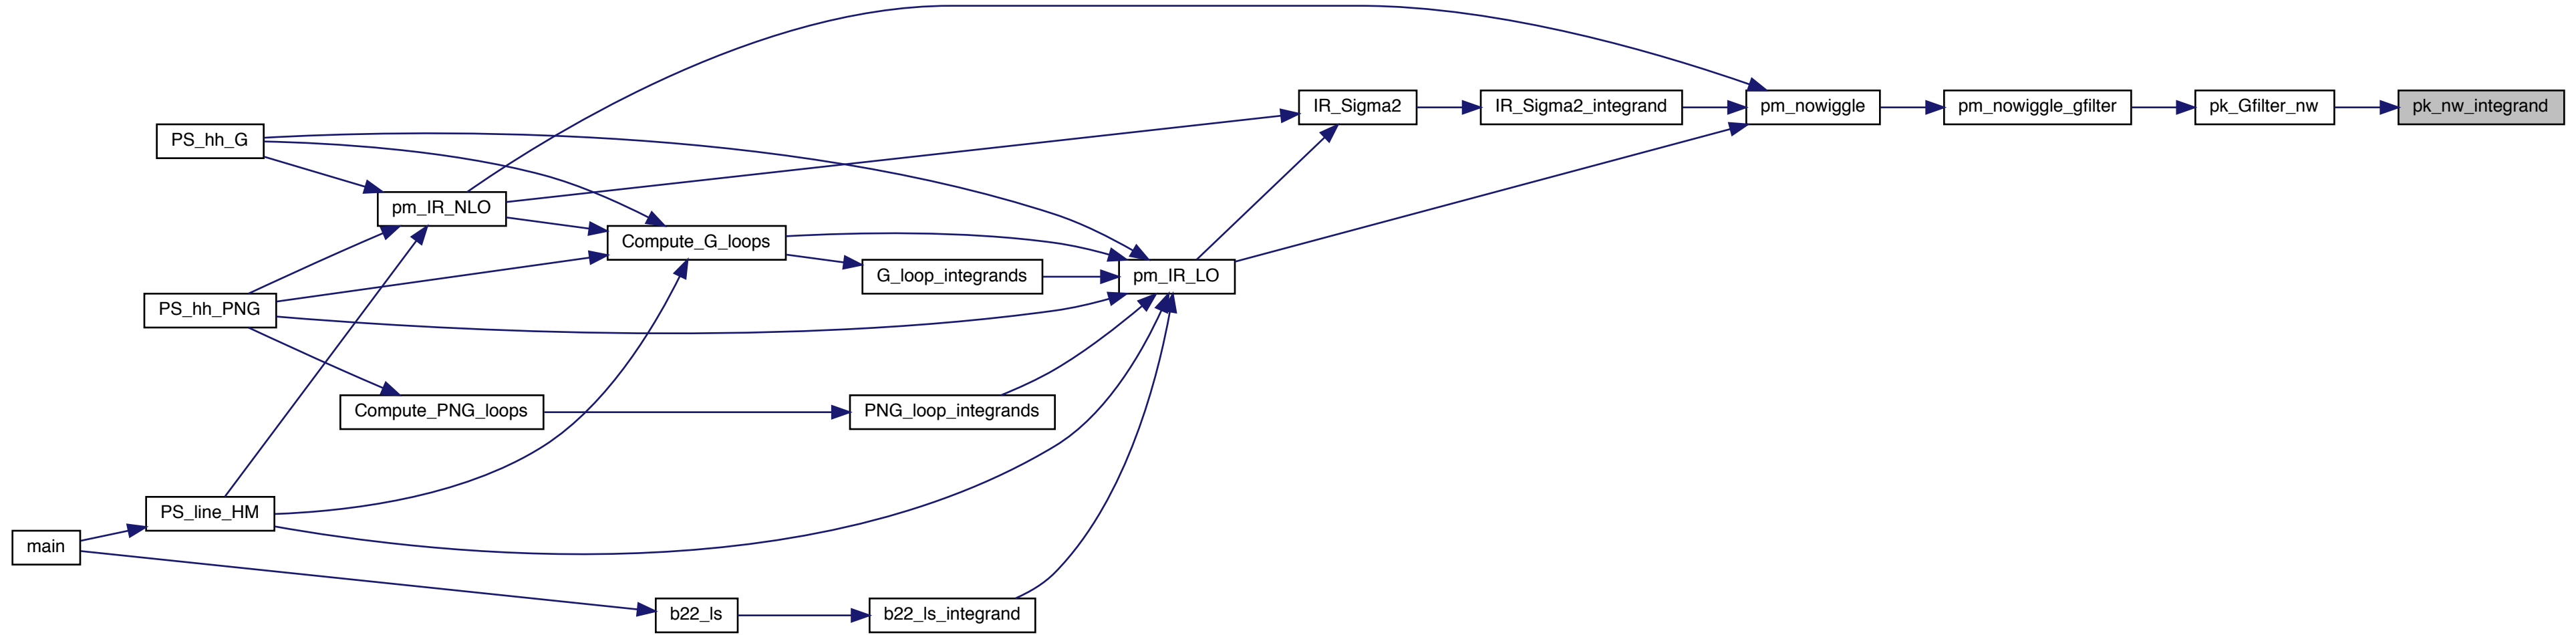 IR_Sigma2
IR_Sigma2_integrand
pm_nowiggle
pm_nowiggle_gfilter
pk_Gfilter_nw
pk_nw_integrand
PS_hh_G
pm_IR_NLO
Compute_G_loops
G_loop_integrands
pm_IR_LO
PS_hh_PNG
Compute_PNG_loops
PNG_loop_integrands
PS_line_HM
main
b22_ls
b22_ls_integrand